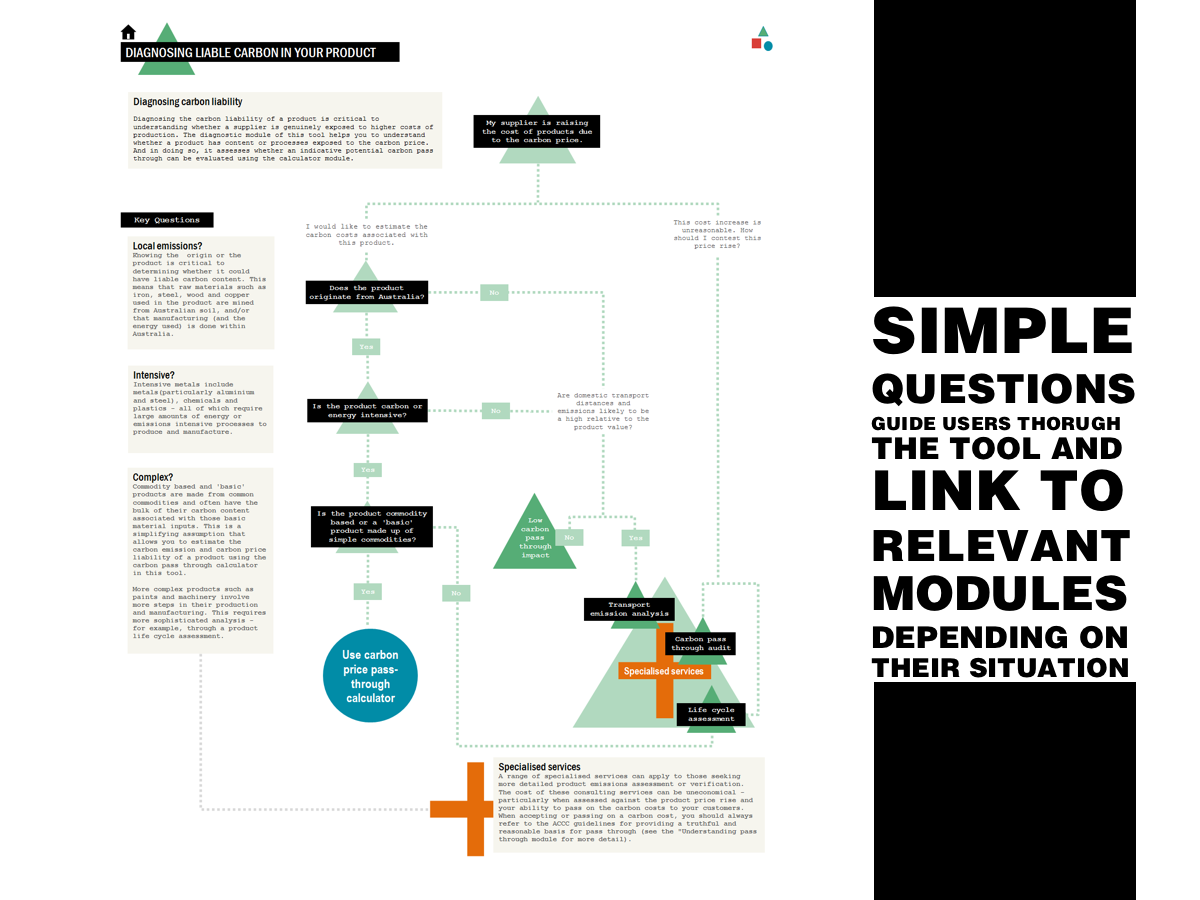 DIAGNOSING LIABLE CARBON IN YOUR PRODUCT
Diagnosing carbon liability
Diagnosing the carbon liability of a product is critical to
understanding whether a supplier is genuinely exposed to higher costs of
production. The diagnostic module of this tool helps you to understand
whether a product has content or processes exposed to the carbon price.
And in doing so, it assesses whether an indicative potential carbon pass
through can be evaluated using the calculator module.
My supplier is raising
the cost of products due
to the carbon price.
Key Questions
Local emissions?
Knowing the origin or the
product is critical to
determining whether it could
have liable carbon content. This
means that raw materials such as
iron, steel, wood and copper
used in the product are mined
from Australian soil, and/or
that manufacturing (and the
energy used) is done within
Australia.
Intensive?
Intensive metals include
metals(particularly aluminium
and steel), chemicals and
plastics – all of which require
large amounts of energy or
emissions intensive processes to
produce and manufacture.
Complex?
Commodity based and 'basic'
products are made from common
commodities and often have the
bulk of their carbon content
associated with those basic
material inputs. This is a
simplifying assumption that
allows you to estimate the
carbon emission and carbon price
liability of a product using the
carbon pass through calculator
in this tool.
More complex products such as
paints and machinery involve
more steps in their production
and manufacturing. This requires
more sophisticated analysis –
for example, through a product
life cycle assessment.
I would like to estimate the
carbon costs associated with
this product.
This cost increase is
unreasonable. How
should I contest this
price rise?
Does the product
originate from Australia?
No
Yes
Is the product carbon or
energy intensive?
No
Are domestic transport
distances and
emissions likely to be
a high relative to the
product value?
Yes
Is the product commodity
based or a 'basic'
product made up of
simple commodities?
Low
carbon
pass
through
impact
No
Yes
Yes
No
Transport
emission analysis
Carbon pass
through audit
Specialised services
Life cycle
assessment
Use carbon
price pass-
through
calculator
Specialised services
A range of specialised services can apply to those seeking
more detailed product emissions assessment or verification.
The cost of these consulting services can be uneconomical –
particularly when assessed against the product price rise and
your ability to pass on the carbon costs to your customers.
When accepting or passing on a carbon cost, you should always
refer to the ACCC guidelines for providing a truthful and
reasonable basis for pass through (see the "Understanding pass
through module for more detail).
SIMPLE
QUESTIONS
GUIDE USERS THORUGH
THE TOOL AND
LINK TO
RELEVANT
MODULES
DEPENDING ON
THEIR SITUATION